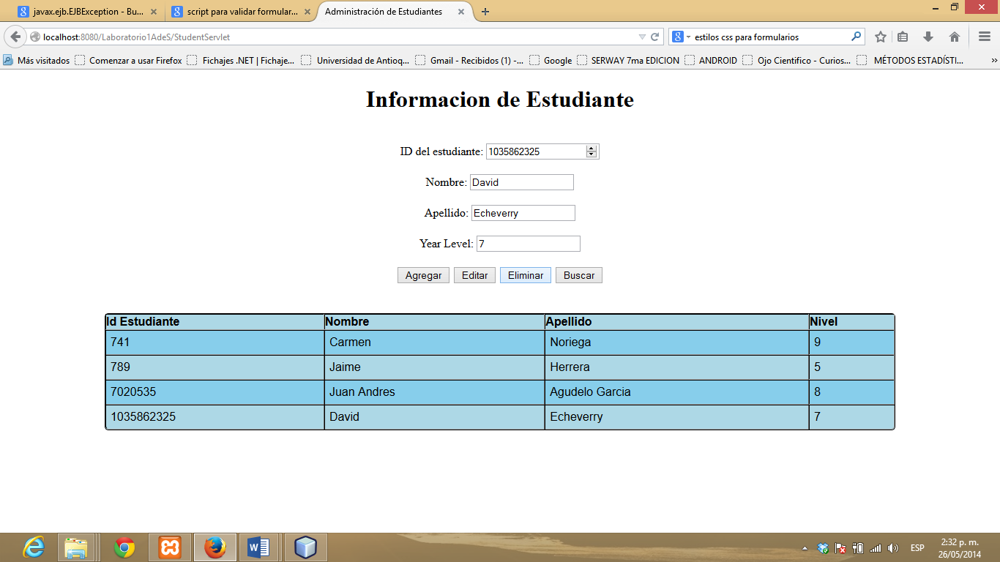 javax.ejb.EJBException - Bu... script para validar formular... Administración de Estudiantes
localhost:8080/Laboratorio1AdeS/StudentServlet estilos css para formularios
Más visitados Comenzar a usar Firefox Fichajes .NET | Fichaje... Universidad de Antioq... Gmail - Recibidos (1) -... Google SERWAY 7ma EDICION ANDROID Ojo Cientifico - Curios... MÉTODOS ESTADÍSTI... »
Informacion de Estudiante
ID del estudiante: 1035862325
Nombre: David
Apellido: Echeverry
Year Level: 7
Agregar Editar Eliminar Buscar
Id Estudiante Nombre Apellido Nivel
741 Carmen Noriega 9
789 Jaime Herrera 5
7020535 Juan Andres Agudelo Garcia 8
1035862325 David Echeverry 7
ESP 2:32 p. m.
26/05/2014